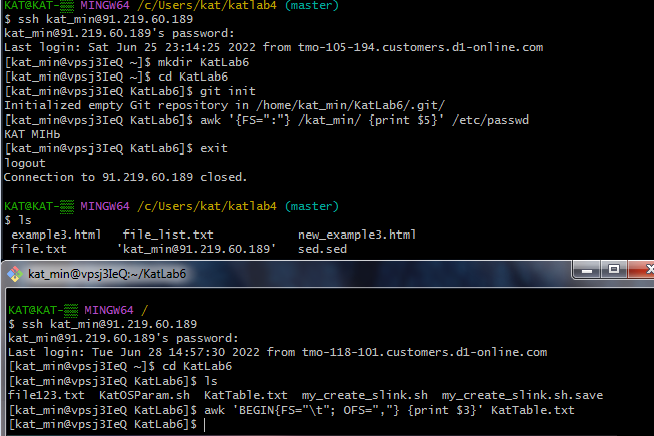 KAT@KAT-▒▒ MINGW64 /c/Users/kat/katlab4 (master)
$ ssh kat_min@91.219.60.189
kat_min@91.219.60.189's password:
Last login: Sat Jun 25 23:14:25 2022 from tmo-105-194.customers.d1-online.com
[kat_min@vpsj3IeQ ~]$ mkdir KatLab6
[kat_min@vpsj3IeQ ~]$ cd KatLab6
[kat_min@vpsj3IeQ KatLab6]$ git init
Initialized empty Git repository in /home/kat_min/KatLab6/.git/
[kat_min@vpsj3IeQ KatLab6]$ awk '{FS=":"} /kat_min/ {print $5}' /etc/passwd
КАТ МІНЬ
[kat_min@vpsj3IeQ KatLab6]$ exit
logout
Connection to 91.219.60.189 closed.
KAT@KAT-▒▒ MINGW64 /c/Users/kat/katlab4 (master)
$ ls
example3.html file_list.txt new_example3.html
file.txt 'kat_min@91.219.60.189' sed.sed
kat_min@vpsj3IeQ:~/KatLab6
KAT@KAT-▒▒ MINGW64 /
$ ssh kat_min@91.219.60.189
kat_min@91.219.60.189's password:
Last login: Tue Jun 28 14:57:30 2022 from tmo-118-101.customers.d1-online.com
[kat_min@vpsj3IeQ ~]$ cd KatLab6
[kat_min@vpsj3IeQ KatLab6]$ ls
file123.txt KatOSParam.sh KatTable.txt my_create_slink.sh my_create_slink.sh.save
[kat_min@vpsj3IeQ KatLab6]$ awk 'BEGIN{FS="\t"; OFS=","} {print $3}' KatTable.txt
[kat_min@vpsj3IeQ KatLab6]$